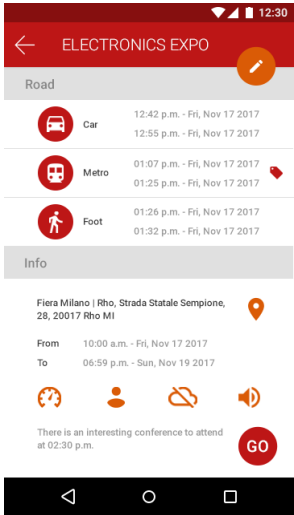 12:30
ELECTRONICS EXPO
Road
Car
12:42 p.m. - Fri, Nov 17 2017
12:55 p.m. - Fri, Nov 17 2017
Metro
01:07 p.m. - Fri, Nov 17 2017
01:25 p.m. - Fri, Nov 17 2017
Foot
01:26 p.m. - Fri, Nov 17 2017
01:32 p.m. - Fri, Nov 17 2017
Info
Fiera Milano | Rho, Strada Statale Sempione,
28, 20017 Rho MI
From 10:00 a.m. - Fri, Nov 17 2017
To 06:59 p.m. - Sun, Nov 19 2017
There is an interesting conference to attend
at 02:30 p.m.
GO